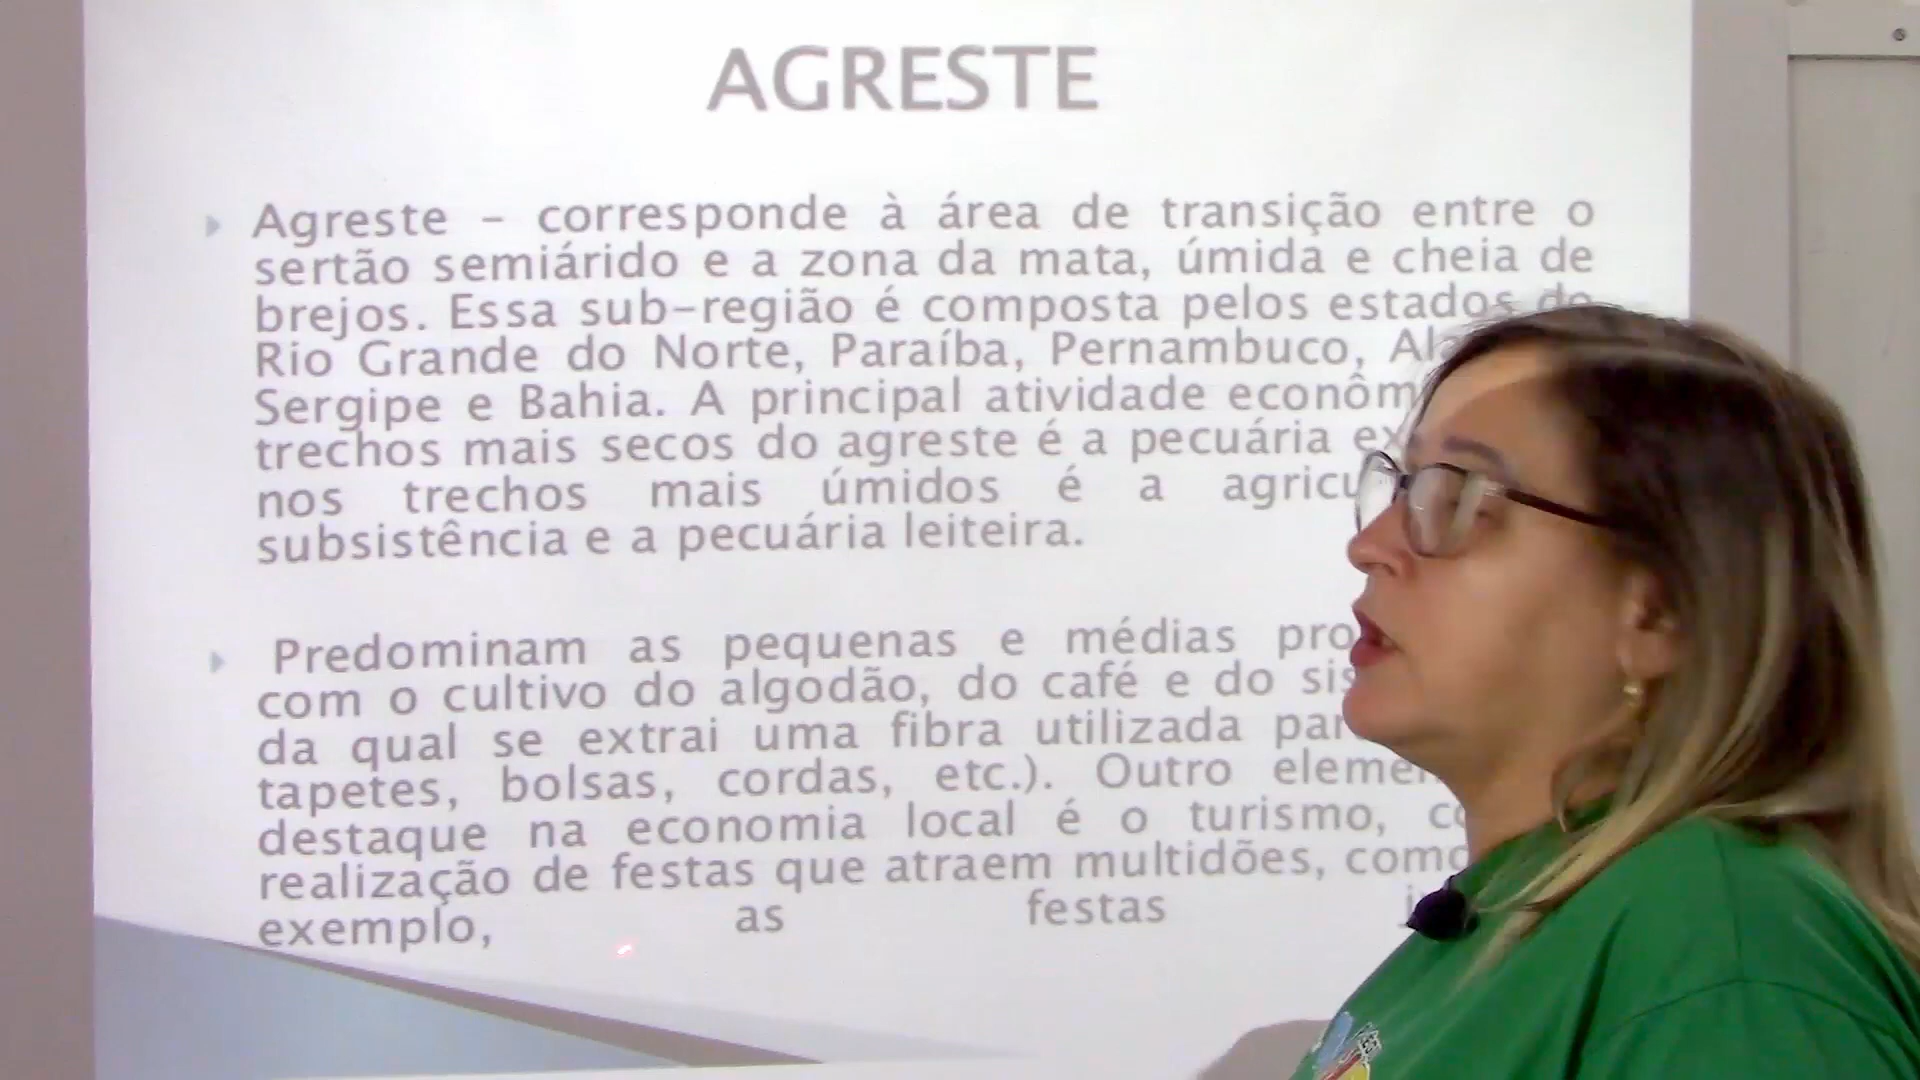 AGRESTE
Agreste – corresponde à área de transição entre o
sertão semiárido e a zona da mata, úmida e cheia de
brejos. Essa sub-região é composta pelos estados do
Rio Grande do Norte, Paraíba, Pernambuco,
Sergipe e Bahia. A principal atividade
trechos mais secos do agreste é a pecuária
nos trechos mais úmidos é a
subsistência e a pecuária leiteira.
Predominam as pequenas e médias
com o cultivo do algodão, do café e do
da qual se extrai uma fibra utilizada
tapetes, bolsas, cordas, etc.). Outro
destaque na economia local é o turismo,
realização de festas que atraem multidões, como
exemplo, as festas